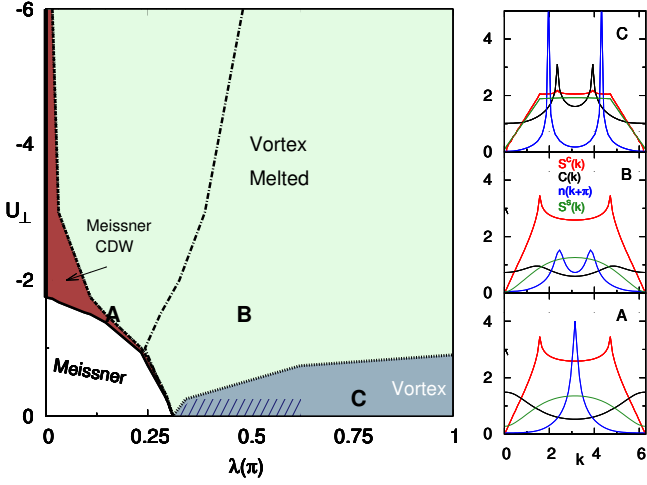 -6
-4
-2
0
U⊥
Vortex
Melted
Meissner
CDW
A
B
Meissner
C
Vortex
0
0.25
0.5
0.75
1
λ(π)
C
4
2
0
S^c(k)
C(k)
n(k+π)
S^s(k)
B
4
2
0
A
4
2
0
0
2
4
6
k